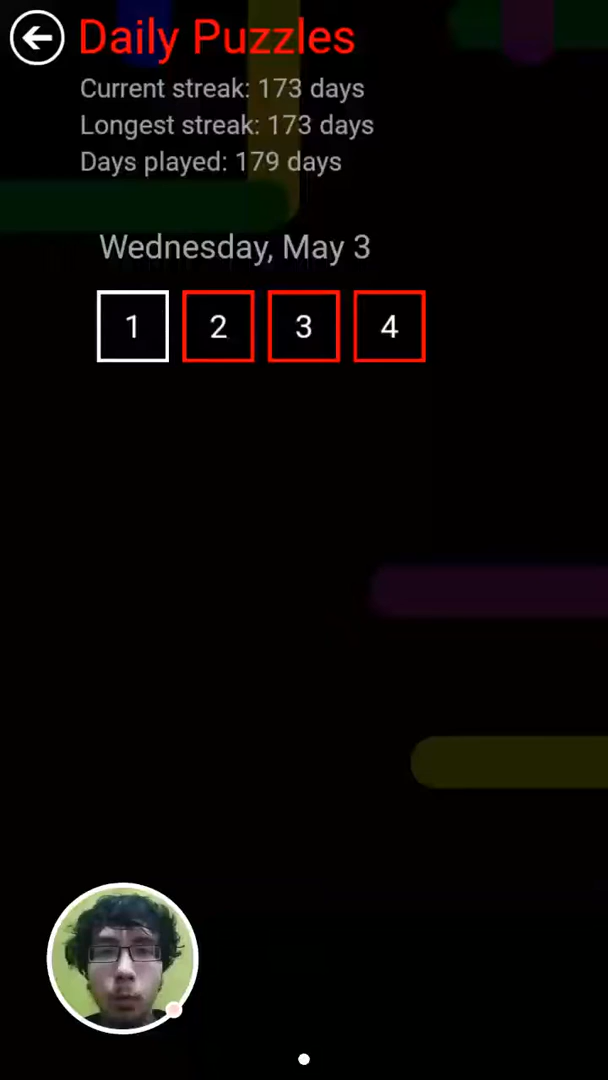 Daily Puzzles
Current streak: 173 days
Longest streak: 173 days
Days played: 179 days
Wednesday, May 3
1 2 3 4